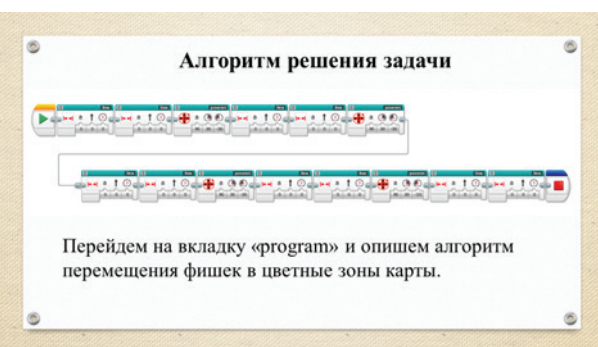 Алгоритм решения задачи
Перейдем на вкладку «program» и опишем алгоритм
перемещения фишек в цветные зоны карты.